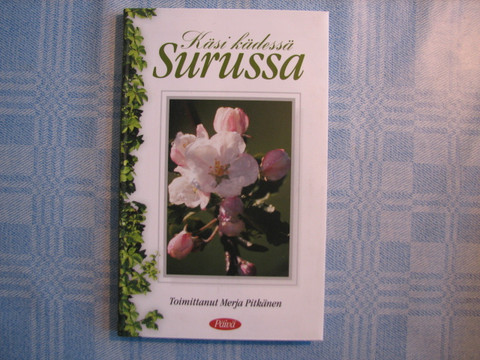 Käsi kädessä
Surussa
Toimittanut Merja Pitkänen
Päivä